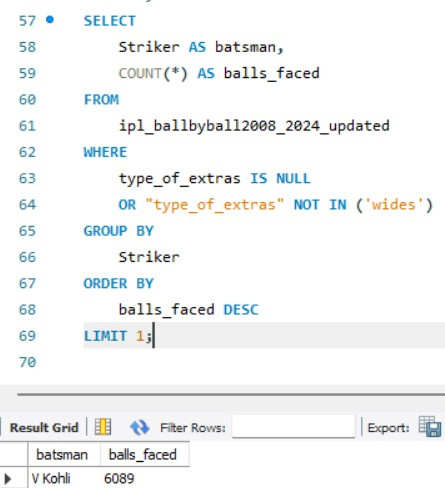 57 SELECT
58 Striker AS batsman,
59 COUNT(*) AS balls_faced
60 FROM
61 ipl_ballbyball2008_2024_updated
62 WHERE
63 type_of_extras IS NULL
64 OR "type_of_extras" NOT IN ('wides')
65 GROUP BY
66 Striker
67 ORDER BY
68 balls_faced DESC
69 LIMIT 1;
70
Result Grid Filter Rows: Export:
batsman balls_faced
V Kohli 6089